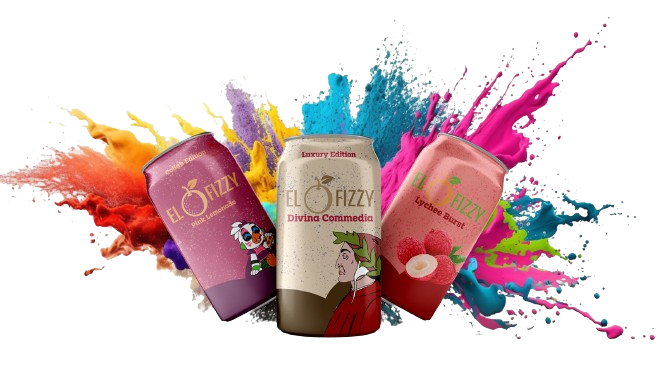 EL FIZZY
Pink Lemonade
Luxury Edition
EL FIZZY
Divina Commedia
EL FIZZY
Lychee Burst